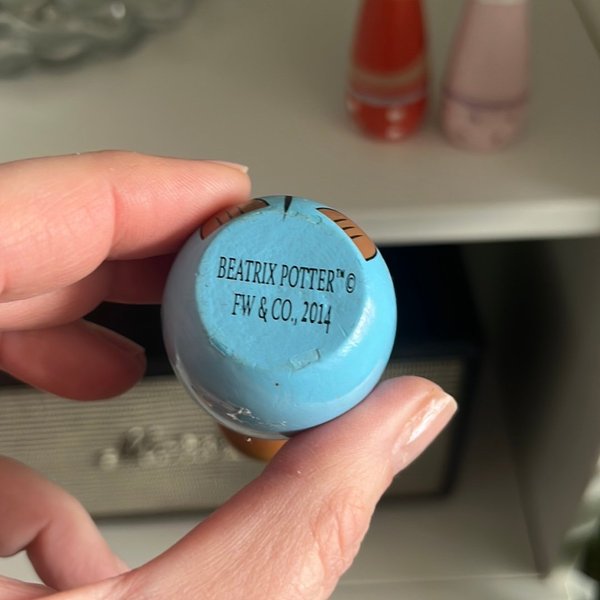 BEATRIX POTTER™©
FW & CO., 2014